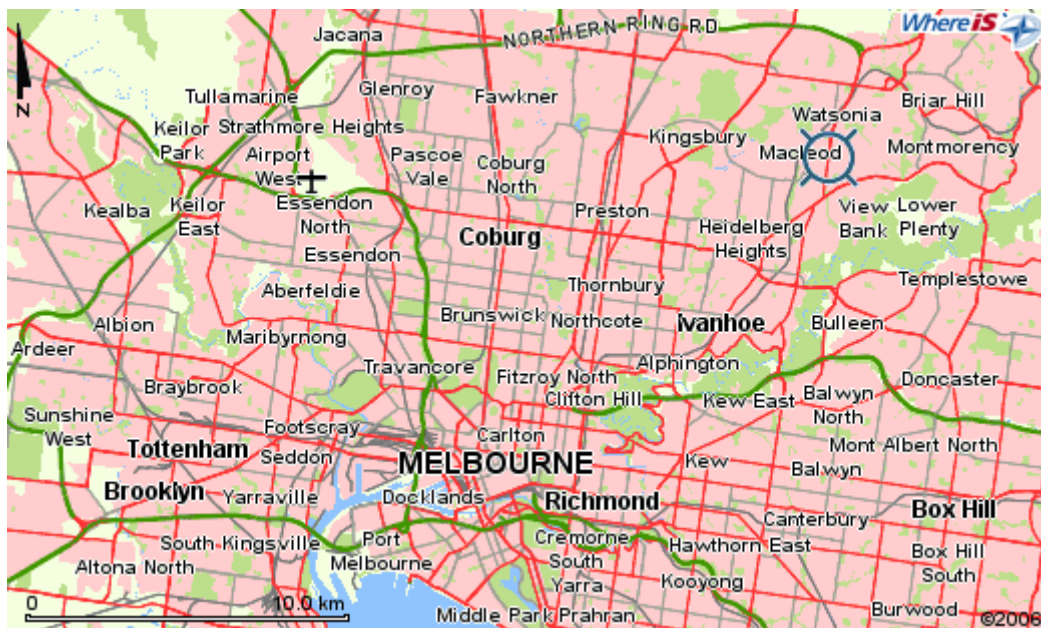 WhereiS
NORTHERN RING RD
Jacana
Glenroy
Fawkner
Tullamarine
Strathmore Heights
Briar Hill
Watsonia
Keilor
Park
Airport
West
Pascoe
Vale
Coburg
North
Kingsbury
Macleod
Montmorency
Kealba
Keilor
East
Essendon
North
Essendon
Coburg
Preston
Heidelberg
Heights
View
Bank
Lower
Plenty
Aberfeldie
Thornbury
Templestowe
Albion
Maribyrnong
Brunswick
Northcote
Ivanhoe
Bulleen
Ardeer
Braybrook
Travancore
Fitzroy North
Alphington
Clifton Hill
Kew East
Balwyn
North
Doncaster
Sunshine
West
Footscray
Carlton
Mont Albert North
Tottenham
Seddon
MELBOURNE
Kew
Balwyn
Brooklyn
Yarraville
Docklands
Richmond
Canterbury
Box Hill
South Kingsville
Port
Melbourne
Cremorne
South
Yarra
Hawthorn East
Box Hill
South
Altona North
Kooyong
Middle Park
Prahran
Burwood
N
0
10.0 km
©2006